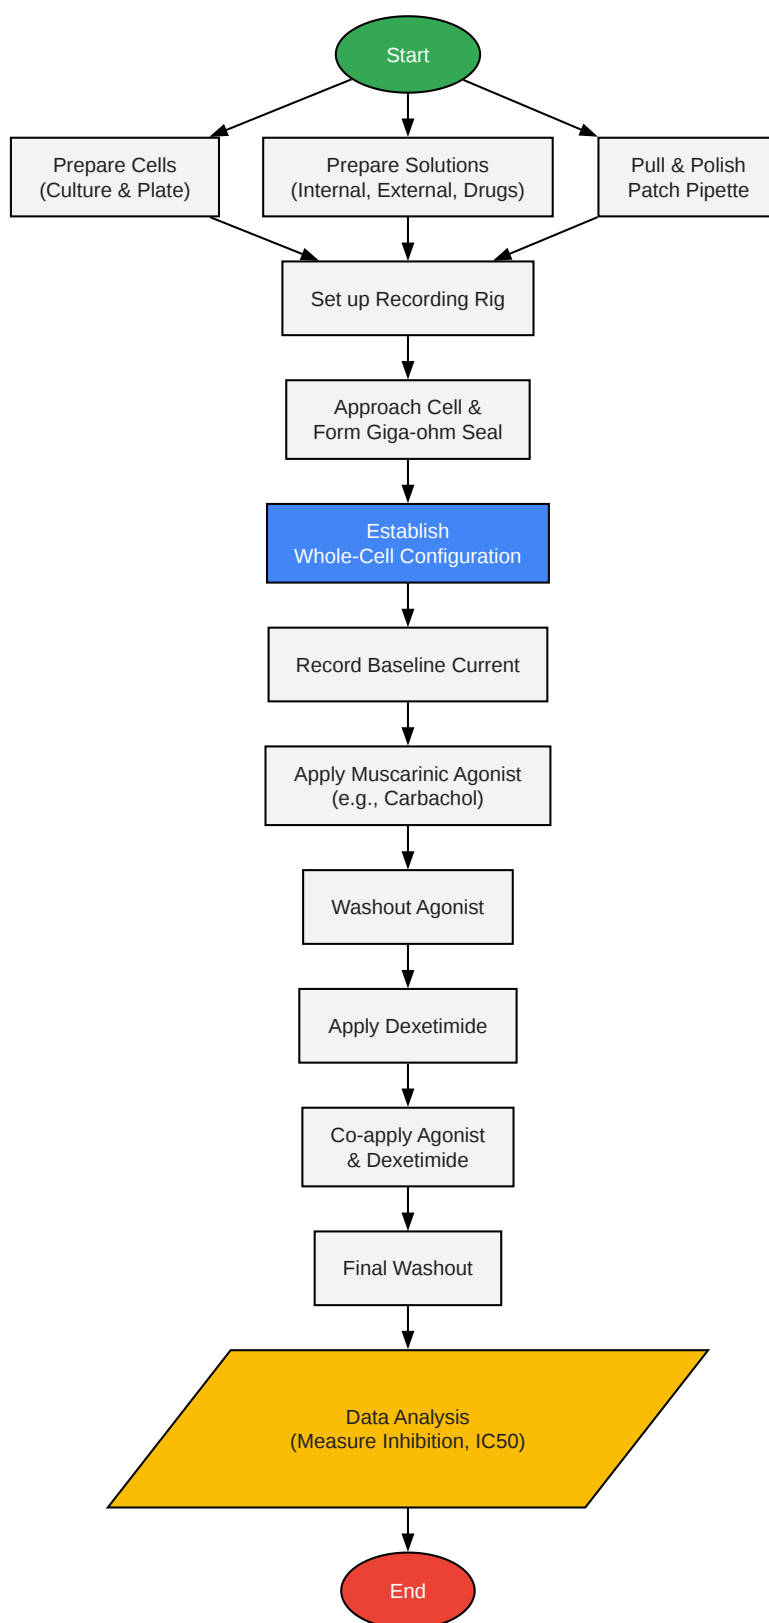 Start
Prepare Cells
(Culture & Plate)
Prepare Solutions
(Internal, External, Drugs)
Pull & Polish
Patch Pipette
Set up Recording Rig
Approach Cell &
Form Giga-ohm Seal
Establish
Whole-Cell Configuration
Record Baseline Current
Apply Muscarinic Agonist
(e.g., Carbachol)
Washout Agonist
Apply Dexetimide
Co-apply Agonist
& Dexetimide
Final Washout
Data Analysis
(Measure Inhibition, IC50)
End